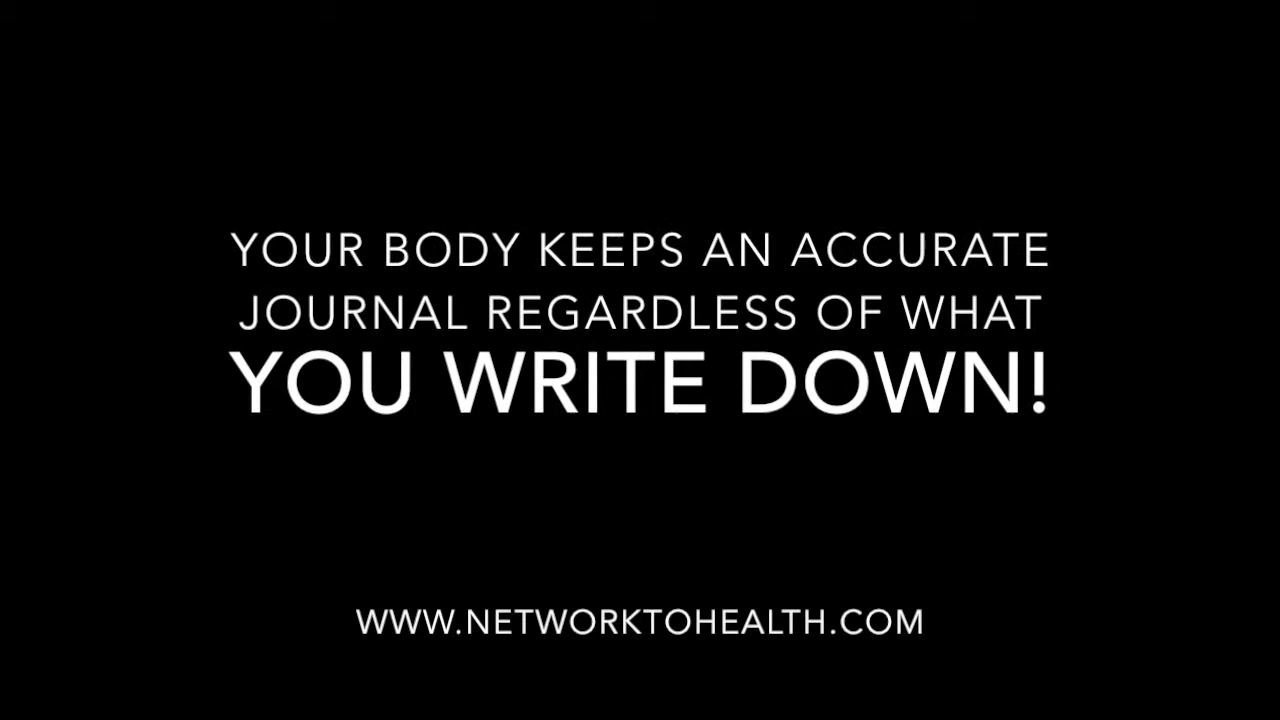 YOUR BODY KEEPS AN ACCURATE
JOURNAL REGARDLESS OF WHAT
YOU WRITE DOWN!
WWW.NETWORKTOHEALTH.COM